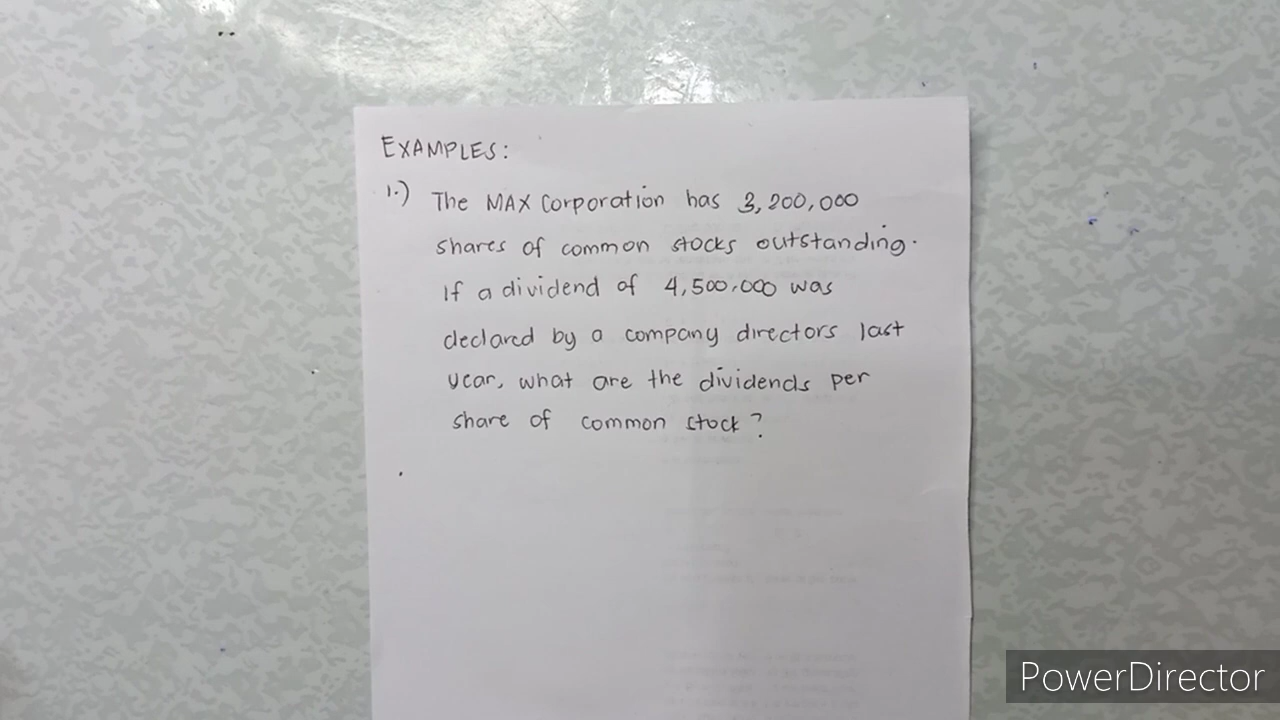 EXAMPLES:
1.) The MAX Corporation has 3,200,000
shares of common stocks outstanding.
If a dividend of 4,500,000 was
declared by a company directors last
year, what are the dividends per
share of common stock?
PowerDirector